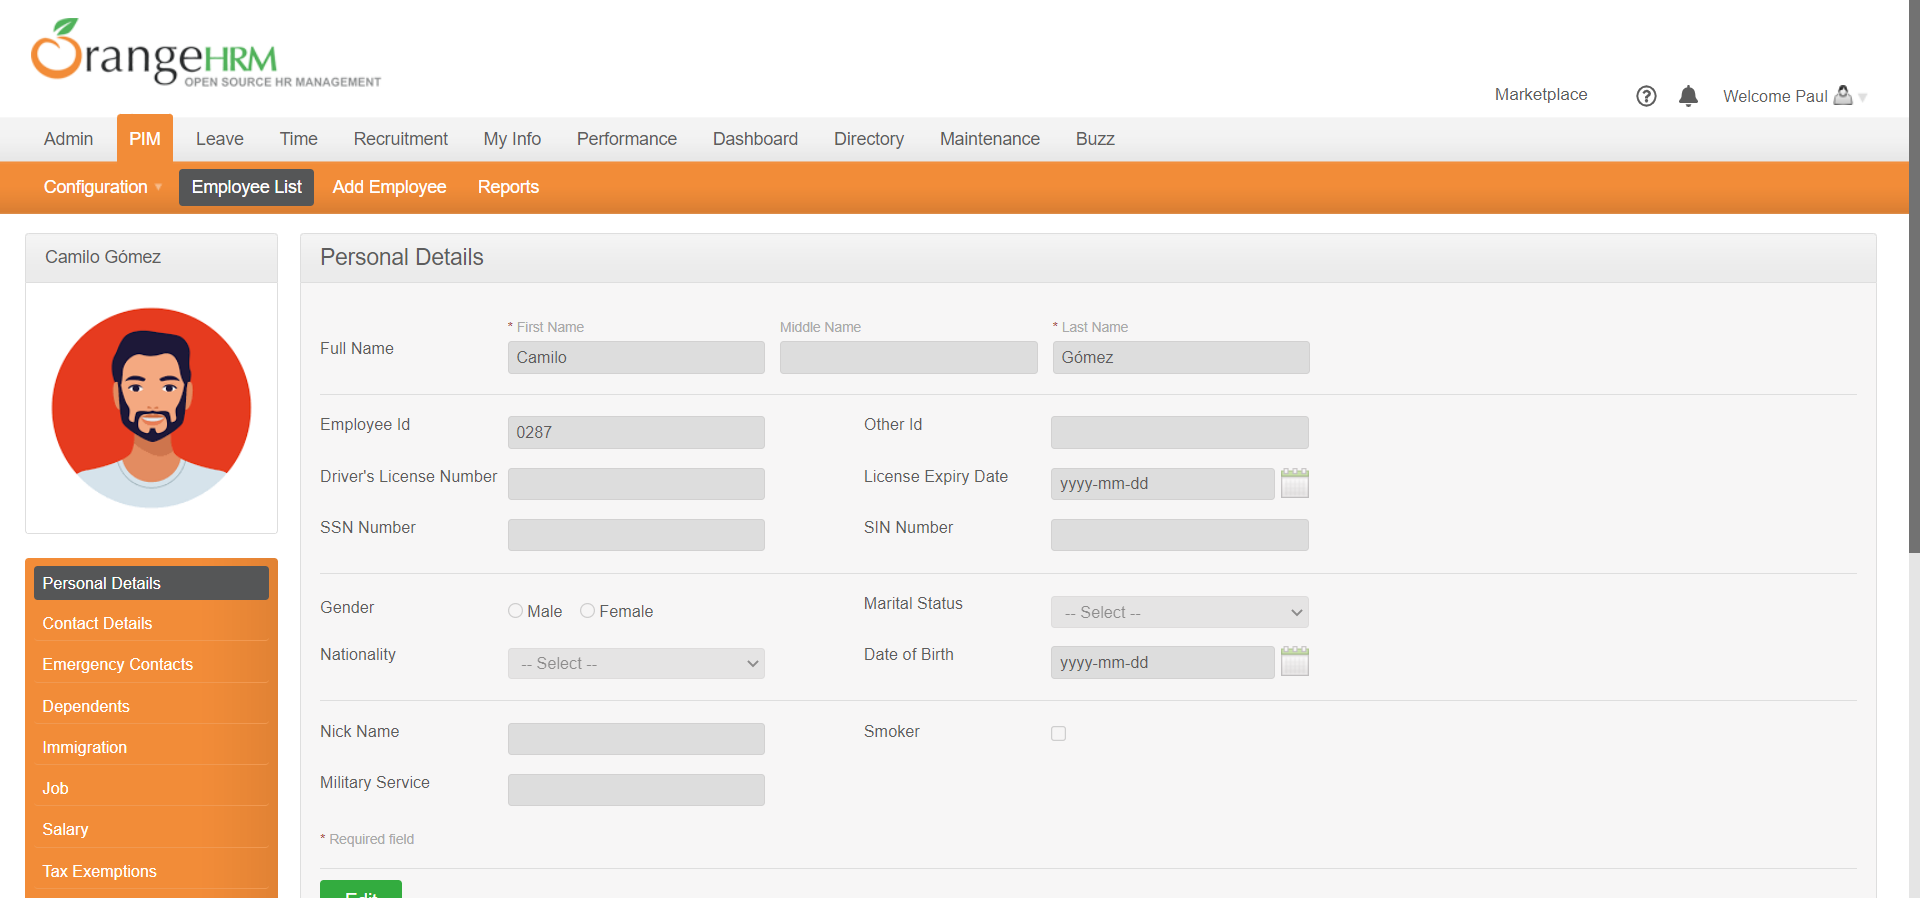 OrangeHRM
OPEN SOURCE HR MANAGEMENT
Marketplace
Welcome Paul
Admin PIM Leave Time Recruitment My Info Performance Dashboard Directory Maintenance Buzz
Configuration Employee List Add Employee Reports
Camilo Gómez
Personal Details
* First Name Middle Name * Last Name
Full Name Camilo Gómez
Employee Id 0287 Other Id
Driver's License Number License Expiry Date yyyy-mm-dd
SSN Number SIN Number
Gender Male Female Marital Status -- Select --
Nationality -- Select -- Date of Birth yyyy-mm-dd
Nick Name Smoker
Military Service
* Required field
Edit
Personal Details
Contact Details
Emergency Contacts
Dependents
Immigration
Job
Salary
Tax Exemptions